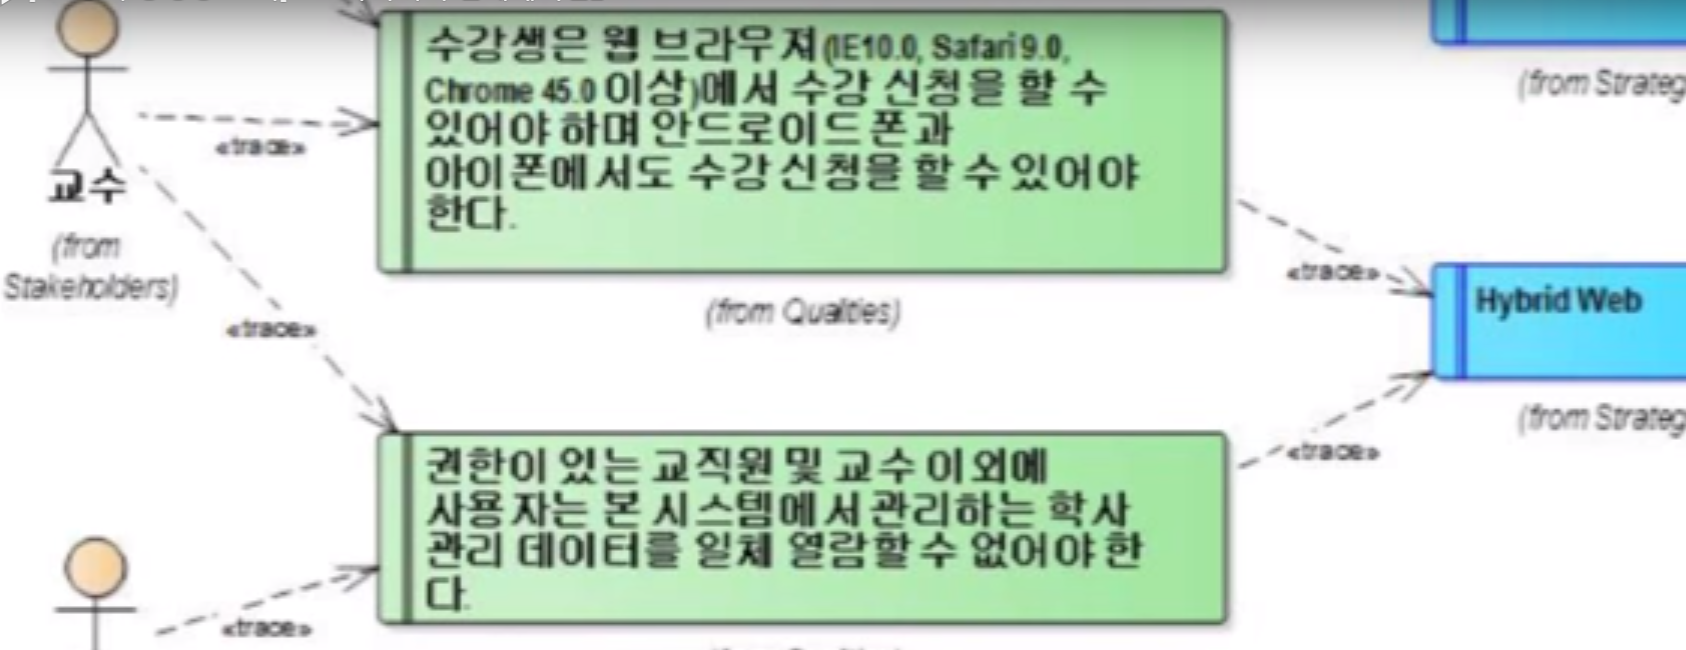 수강생은 웹 브라우져(IE10.0, Safari 9.0,
Chrome 45.0 이상)에서 수강 신청을 할 수
있어야 하며 안드로이드 폰과
아이폰에서도 수강 신청을 할 수 있어야
한다.
(from Qualities)
«trace»
교수
(from
Stakeholders)
«trace»
(from Strateg
«trace»
Hybrid Web
(from Strateg
«trace»
권한이 있는 교직원 및 교수 이외에
사용자는 본 시스템에서 관리하는 학사
관리 데이터를 일체 열람할 수 없어야 한
다.
«trace»